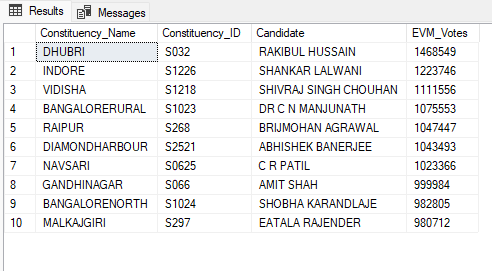 Results Messages
Constituency_Name Constituency_ID Candidate EVM_Votes
1 DHUBRI S032 RAKIBUL HUSSAIN 1468549
2 INDORE S1226 SHANKAR LALWANI 1223746
3 VIDISHA S1218 SHIVRAJ SINGH CHOUHAN 1111556
4 BANGALORERURAL S1023 DR C N MANJUNATH 1075553
5 RAIPUR S268 BRIJMOHAN AGRAWAL 1047447
6 DIAMONDHARBOUR S2521 ABHISHEK BANERJEE 1043493
7 NAVSARI S0625 C R PATIL 1023366
8 GANDHINAGAR S066 AMIT SHAH 999984
9 BANGALORENORTH S1024 SHOBHA KARANDLAJE 982805
10 MALKAJGIRI S297 EATALA RAJENDER 980712